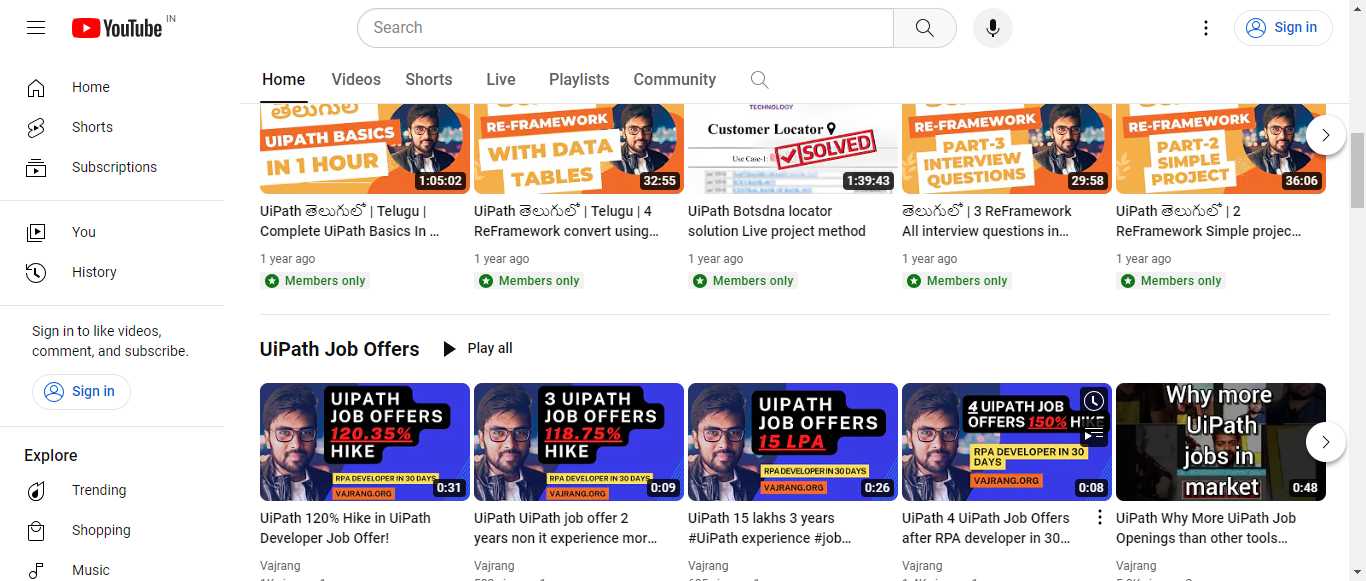 YouTube IN
Search
Sign in
Home
Shorts
Subscriptions
You
History
Sign in to like videos,
comment, and subscribe.
Sign in
Explore
Trending
Shopping
Music
Home Videos Shorts Live Playlists Community
తెలుగులో
UIPATH BASICS
IN 1 HOUR
1:05:02
UiPath తెలుగులో | Telugu |
Complete UiPath Basics In ...
1 year ago
Members only
RE-FRAMEWORK
WITH DATA
TABLES
32:55
UiPath తెలుగులో | Telugu | 4
ReFramework convert using...
1 year ago
Members only
TECHNOLOGY
Customer Locator
Use Case-1:
SOLVED
1:39:43
UiPath Botsdna locator
solution Live project method
1 year ago
Members only
RE-FRAMEWORK
PART-3
INTERVIEW
QUESTIONS
29:58
తెలుగులో | 3 ReFramework
All interview questions in...
1 year ago
Members only
RE-FRAMEWORK
PART-2
SIMPLE
PROJECT
36:06
UiPath తెలుగులో | 2
ReFramework Simple projec...
1 year ago
Members only
UiPath Job Offers Play all
UIPATH
JOB OFFERS
120.35%
HIKE
RPA DEVELOPER IN 30 DAYS
VAJRANG.ORG
0:31
UiPath 120% Hike in UiPath
Developer Job Offer!
Vajrang
3 UIPATH
JOB OFFERS
118.75%
HIKE
RPA DEVELOPER IN 30 DAYS
VAJRANG.ORG
0:09
UiPath UiPath job offer 2
years non it experience mor...
Vajrang
UIPATH
JOB OFFERS
15 LPA
RPA DEVELOPER IN 30 DAYS
VAJRANG.ORG
0:26
UiPath 15 lakhs 3 years
#UiPath experience #job...
Vajrang
4 UIPATH JOB
OFFERS 150% HIKE
RPA DEVELOPER IN 30
DAYS
VAJRANG.ORG
0:08
UiPath 4 UiPath Job Offers
after RPA developer in 30...
Vajrang
Why more
UiPath
jobs in
market
0:48
UiPath Why More UiPath Job
Openings than other tools...
Vajrang